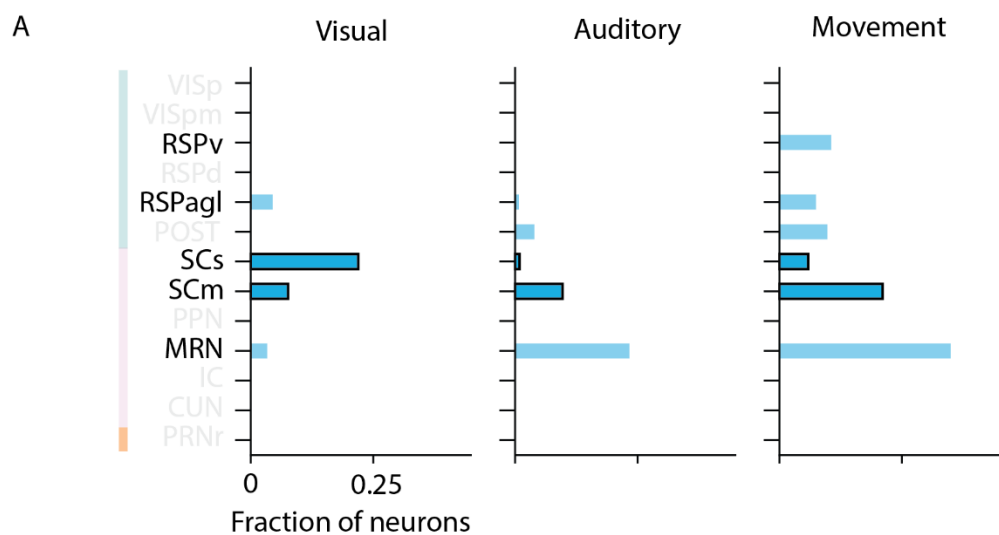 A
Visual
Auditory
Movement
VISp
VISpm
RSPv
RSPd
RSPagl
POST
SCs
SCm
PPN
MRN
IC
CUN
PRNr
0
0.25
Fraction of neurons